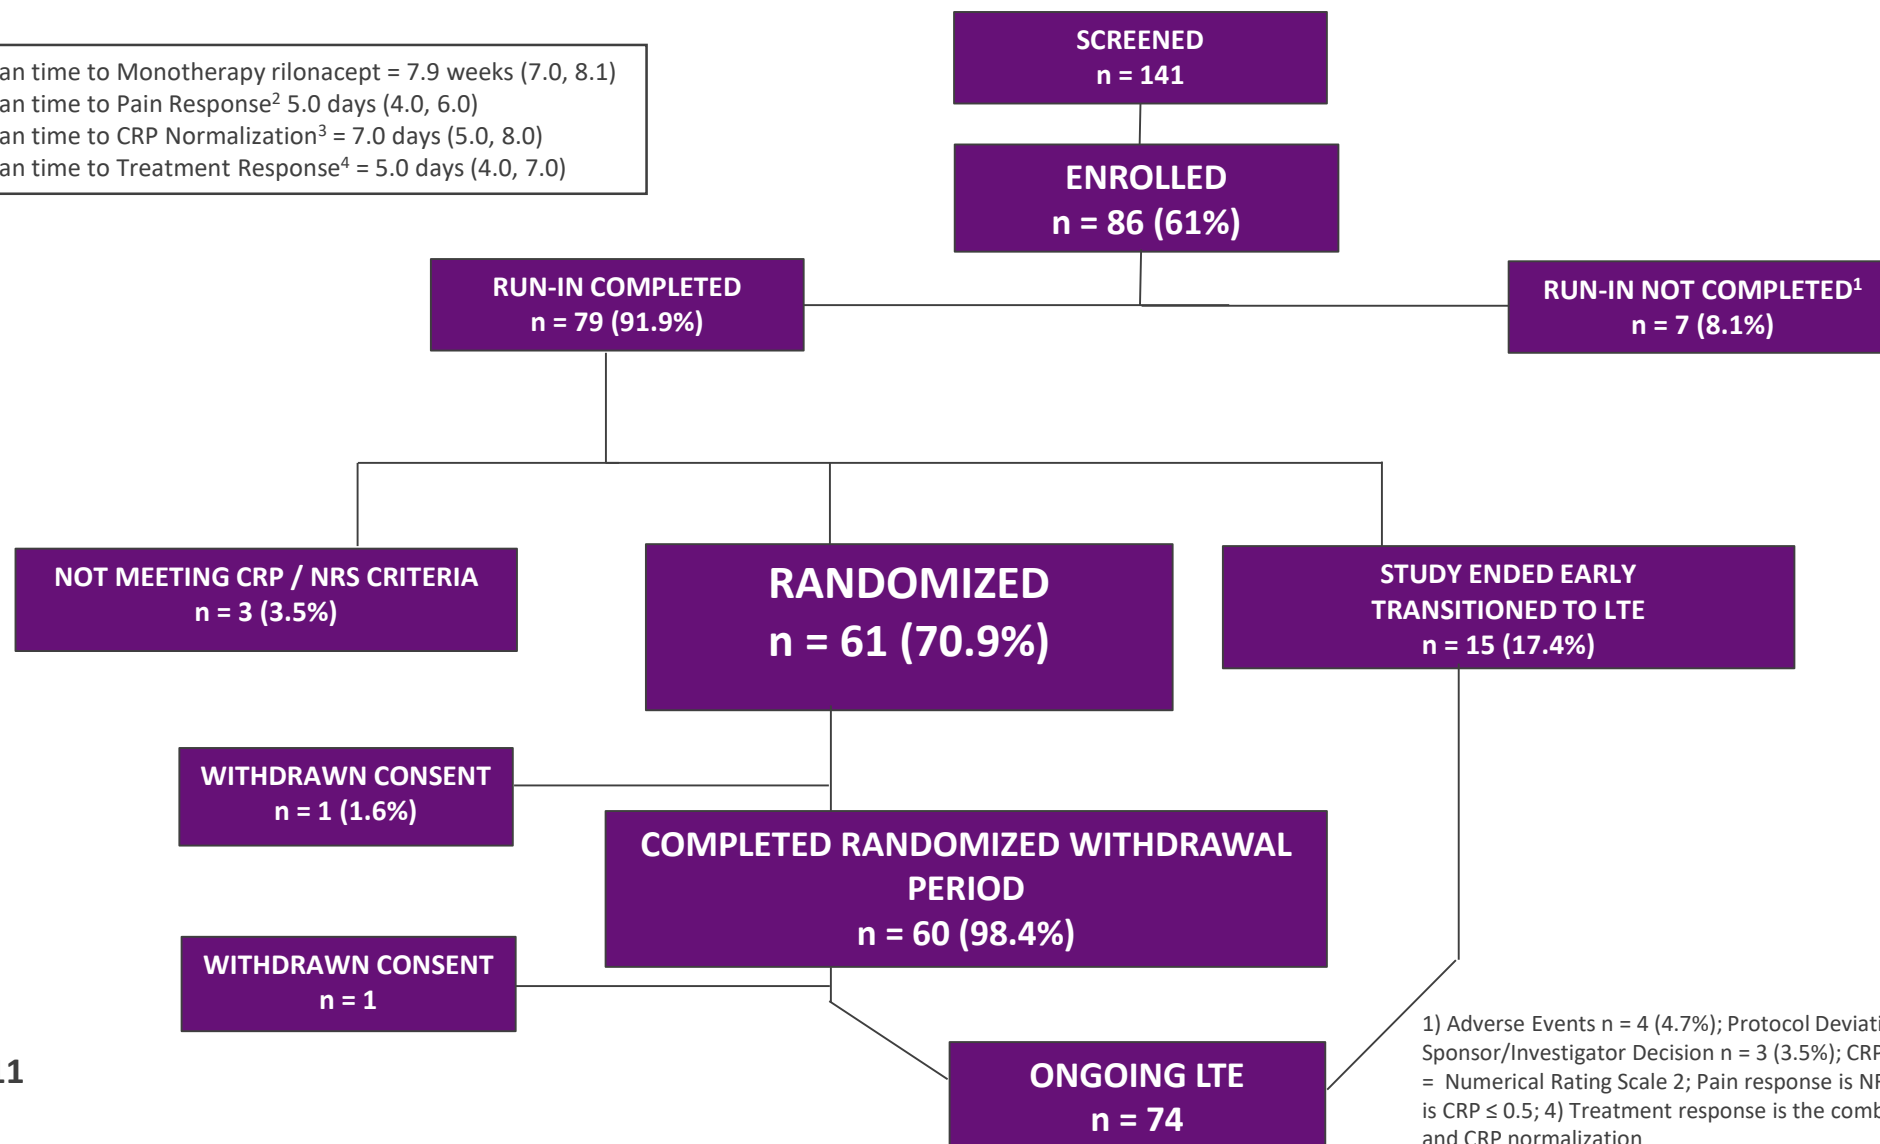 an time to Monotherapy rilonacept = 7.9 weeks (7.0, 8.1)
an time to Pain Response² 5.0 days (4.0, 6.0)
an time to CRP Normalization³ = 7.0 days (5.0, 8.0)
an time to Treatment Response⁴ = 5.0 days (4.0, 7.0)
SCREENED
n = 141
ENROLLED
n = 86 (61%)
RUN-IN COMPLETED
n = 79 (91.9%)
RUN-IN NOT COMPLETED¹
n = 7 (8.1%)
NOT MEETING CRP / NRS CRITERIA
n = 3 (3.5%)
RANDOMIZED
n = 61 (70.9%)
STUDY ENDED EARLY
TRANSITIONED TO LTE
n = 15 (17.4%)
WITHDRAWN CONSENT
n = 1 (1.6%)
COMPLETED RANDOMIZED WITHDRAWAL
PERIOD
n = 60 (98.4%)
WITHDRAWN CONSENT
n = 1
ONGOING LTE
n = 74
1) Adverse Events n = 4 (4.7%); Protocol Deviati
Sponsor/Investigator Decision n = 3 (3.5%); CRP
= Numerical Rating Scale 2; Pain response is NR
is CRP ≤ 0.5; 4) Treatment response is the comb
and CRP normalization